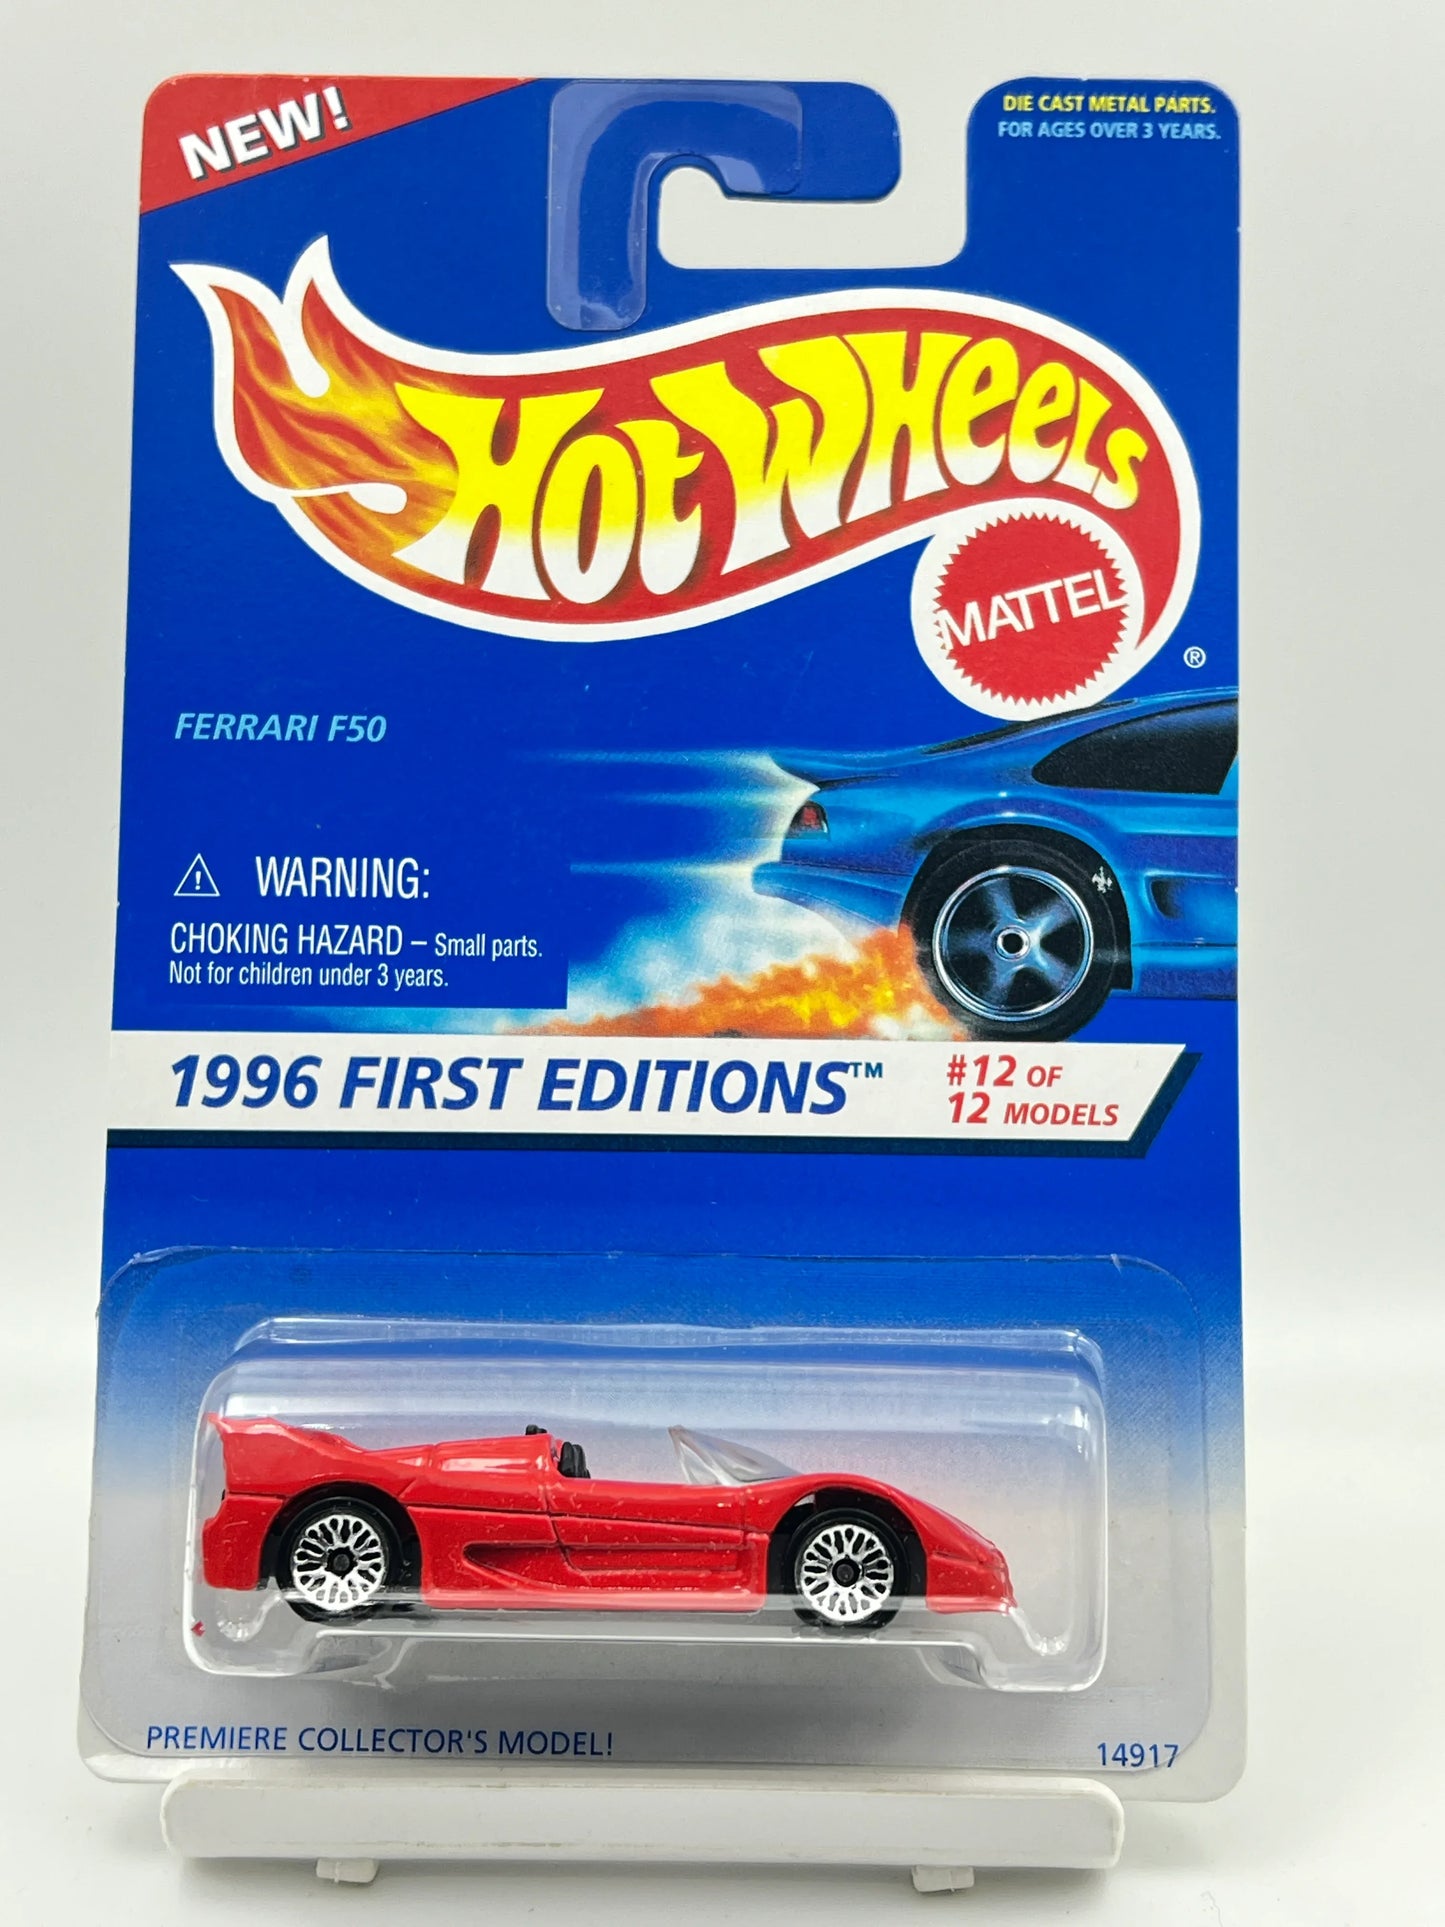 NEW!
DIE CAST METAL PARTS.
FOR AGES OVER 3 YEARS.
HOT WHEELS
MATTEL
®
FERRARI F50
WARNING:
CHOKING HAZARD – Small parts.
Not for children under 3 years.
1996 FIRST EDITIONS™
#12 OF
12 MODELS
PREMIERE COLLECTOR'S MODEL!
14917